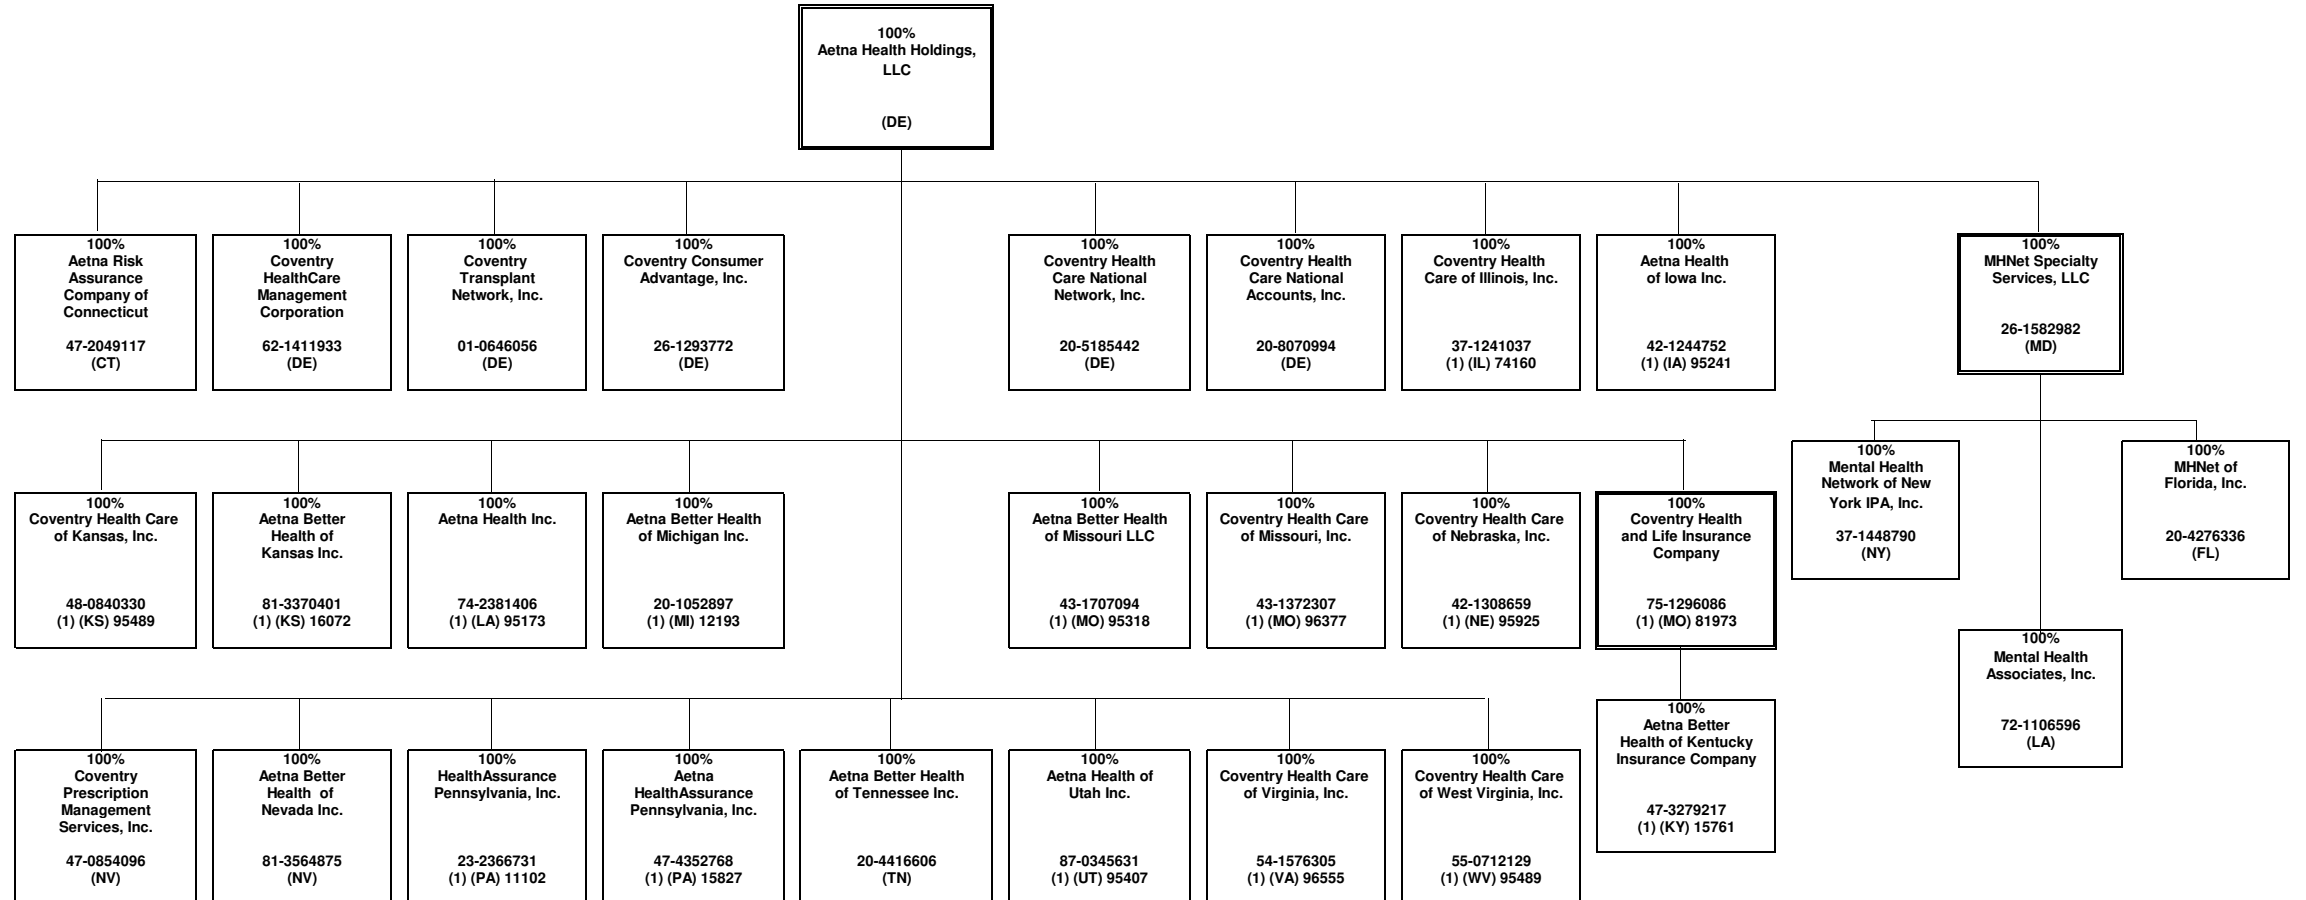 100%
Aetna Health Holdings,
LLC
(DE)
100%
Aetna Risk
Assurance
Company of
Connecticut
47-2049117
(CT)
100%
Coventry
HealthCare
Management
Corporation
62-1411933
(DE)
100%
Coventry
Transplant
Network, Inc.
01-0646056
(DE)
100%
Coventry Consumer
Advantage, Inc.
26-1293772
(DE)
100%
Coventry Health
Care National
Network, Inc.
20-5185442
(DE)
100%
Coventry Health
Care National
Accounts, Inc.
20-8070994
(DE)
100%
Coventry Health
Care of Illinois, Inc.
37-1241037
(1) (IL) 74160
100%
Aetna Health
of Iowa Inc.
42-1244752
(1) (IA) 95241
100%
MHNet Specialty
Services, LLC
26-1582982
(MD)
100%
Mental Health
Network of New
York IPA, Inc.
37-1448790
(NY)
100%
MHNet of
Florida, Inc.
20-4276336
(FL)
100%
Coventry Health Care
of Kansas, Inc.
48-0840330
(1) (KS) 95489
100%
Aetna Better
Health of
Kansas Inc.
81-3370401
(1) (KS) 16072
100%
Aetna Health Inc.
74-2381406
(1) (LA) 95173
100%
Aetna Better Health
of Michigan Inc.
20-1052897
(1) (MI) 12193
100%
Aetna Better Health
of Missouri LLC
43-1707094
(1) (MO) 95318
100%
Coventry Health Care
of Missouri, Inc.
43-1372307
(1) (MO) 96377
100%
Coventry Health Care
of Nebraska, Inc.
42-1308659
(1) (NE) 95925
100%
Coventry Health
and Life Insurance
Company
75-1296086
(1) (MO) 81973
100%
Mental Health
Associates, Inc.
72-1106596
(LA)
100%
Aetna Better
Health of Kentucky
Insurance Company
47-3279217
(1) (KY) 15761
100%
Coventry
Prescription
Management
Services, Inc.
47-0854096
(NV)
100%
Aetna Better
Health of
Nevada Inc.
81-3564875
(NV)
100%
HealthAssurance
Pennsylvania, Inc.
23-2366731
(1) (PA) 11102
100%
Aetna
HealthAssurance
Pennsylvania, Inc.
47-4352768
(1) (PA) 15827
100%
Aetna Better Health
of Tennessee Inc.
20-4416606
(TN)
100%
Aetna Health of
Utah Inc.
87-0345631
(1) (UT) 95407
100%
Coventry Health Care
of Virginia, Inc.
54-1576305
(1) (VA) 96555
100%
Coventry Health Care
of West Virginia, Inc.
55-0712129
(1) (WV) 95489